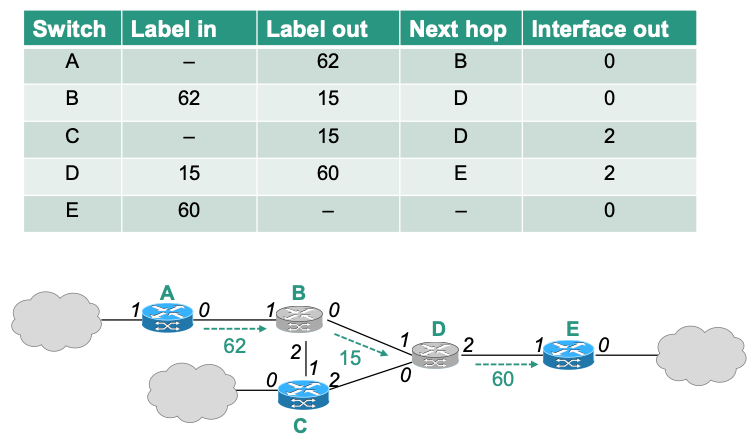 Switch Label in Label out Next hop Interface out
A – 62 B 0
B 62 15 D 0
C – 15 D 2
D 15 60 E 2
E 60 – – 0
A B
1 0 1 0
62
D E
2 15 1 2 1 0
1
0 2 0
60
C